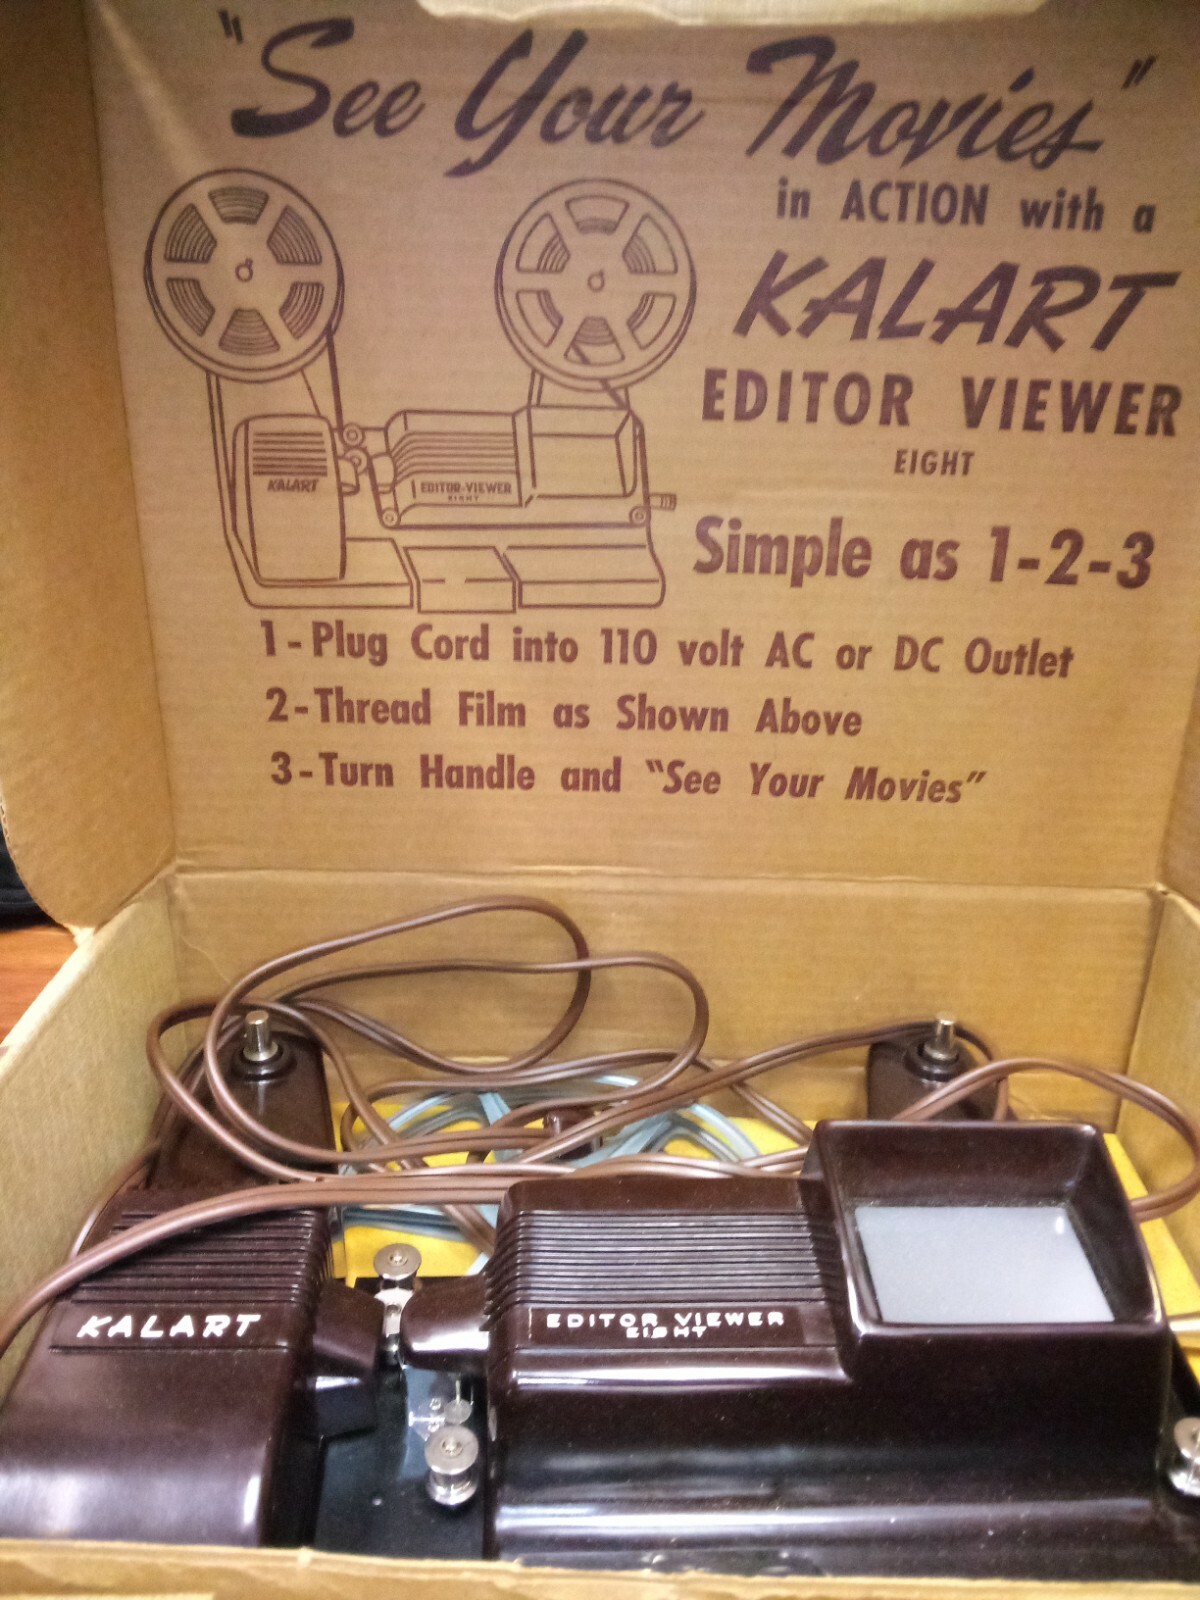 "See Your Movies"
in ACTION with a
KALART
EDITOR VIEWER
EIGHT
KALART
EDITOR-VIEWER
EIGHT
Simple as 1-2-3
1-Plug Cord into 110 volt AC or DC Outlet
2-Thread Film as Shown Above
3-Turn Handle and "See Your Movies"
KALART
EDITOR VIEWER
EIGHT